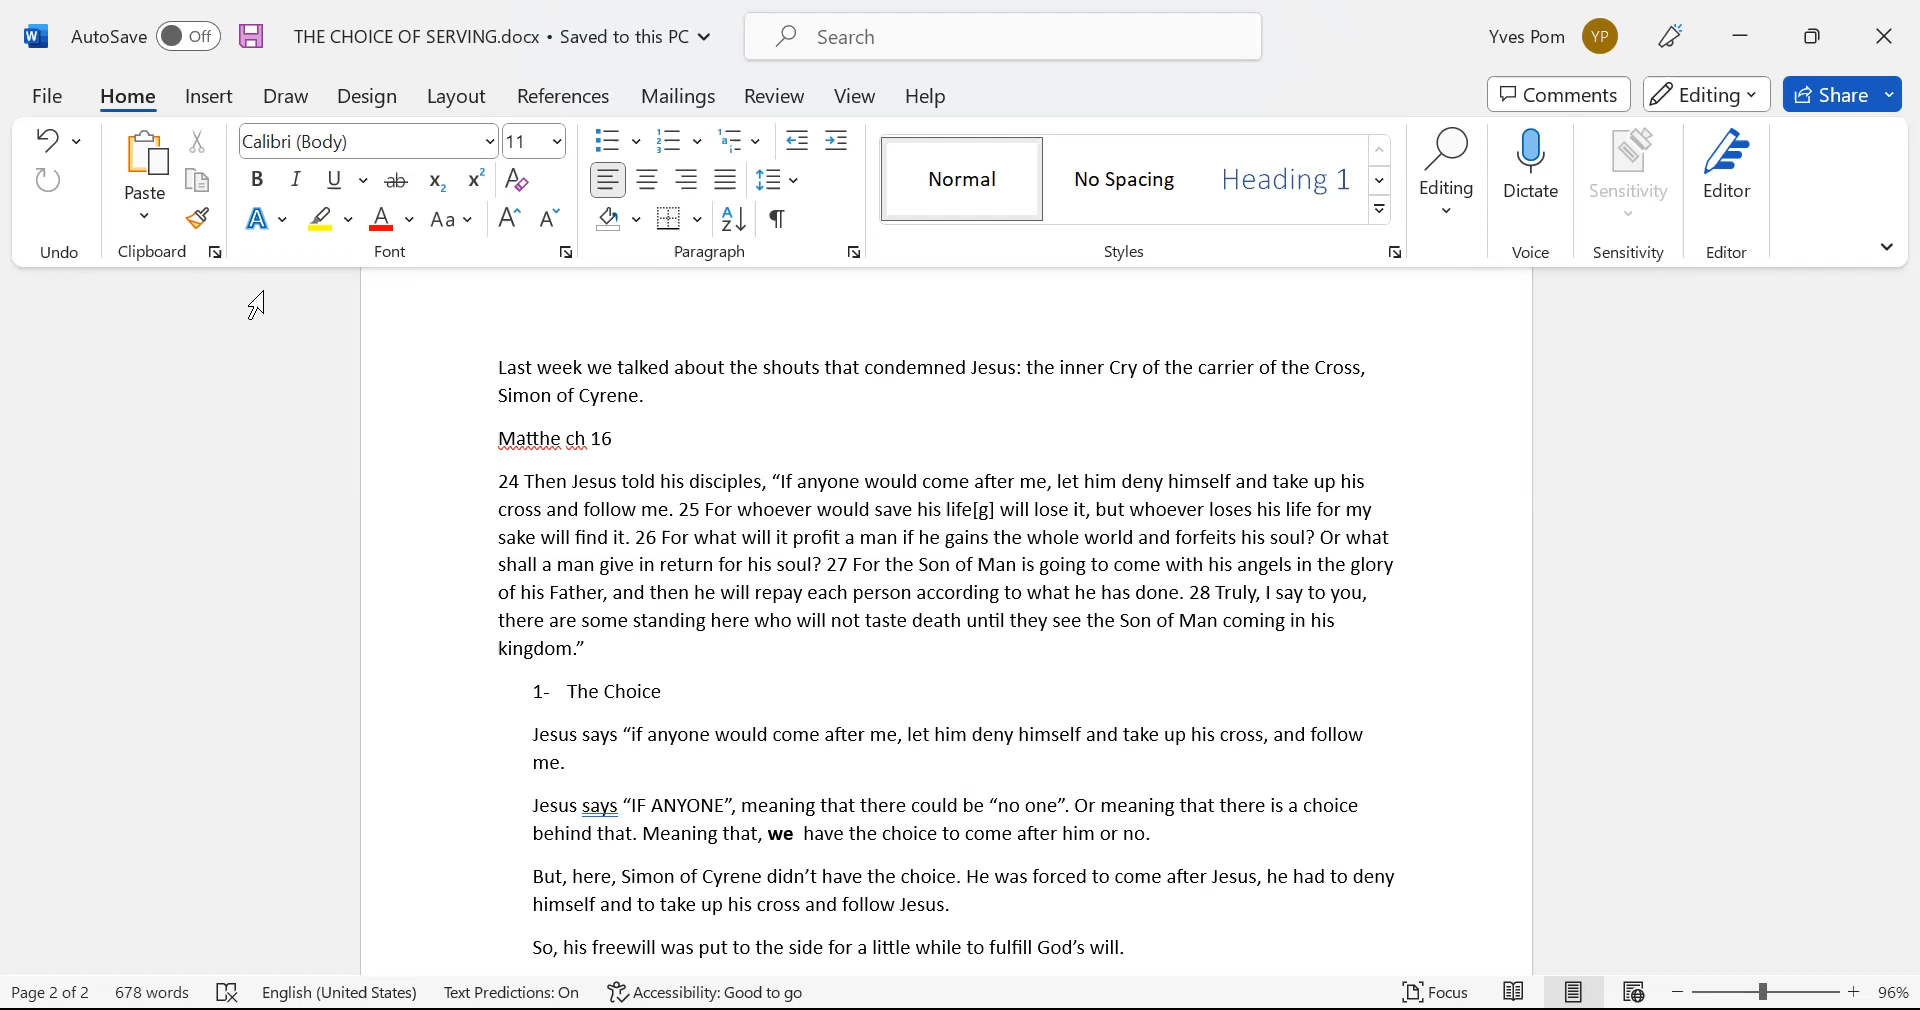 AutoSave Off THE CHOICE OF SERVING.docx • Saved to this PC Search Yves Pom YP
File Home Insert Draw Design Layout References Mailings Review View Help Comments Editing Share
Calibri (Body) 11
Paste
B I U ab x₂ x² 
A A Aa A A
Normal No Spacing Heading 1
Editing Dictate Sensitivity Editor
Undo Clipboard Font Paragraph Styles Voice Sensitivity Editor
Last week we talked about the shouts that condemned Jesus: the inner Cry of the carrier of the Cross,
Simon of Cyrene.
Matthe ch 16
24 Then Jesus told his disciples, “If anyone would come after me, let him deny himself and take up his
cross and follow me. 25 For whoever would save his life[g] will lose it, but whoever loses his life for my
sake will find it. 26 For what will it profit a man if he gains the whole world and forfeits his soul? Or what
shall a man give in return for his soul? 27 For the Son of Man is going to come with his angels in the glory
of his Father, and then he will repay each person according to what he has done. 28 Truly, I say to you,
there are some standing here who will not taste death until they see the Son of Man coming in his
kingdom.”
1- The Choice
Jesus says “if anyone would come after me, let him deny himself and take up his cross, and follow
me.
Jesus says “IF ANYONE”, meaning that there could be “no one”. Or meaning that there is a choice
behind that. Meaning that, we have the choice to come after him or no.
But, here, Simon of Cyrene didn’t have the choice. He was forced to come after Jesus, he had to deny
himself and to take up his cross and follow Jesus.
So, his freewill was put to the side for a little while to fulfill God’s will.
Page 2 of 2 678 words English (United States) Text Predictions: On Accessibility: Good to go Focus 96%